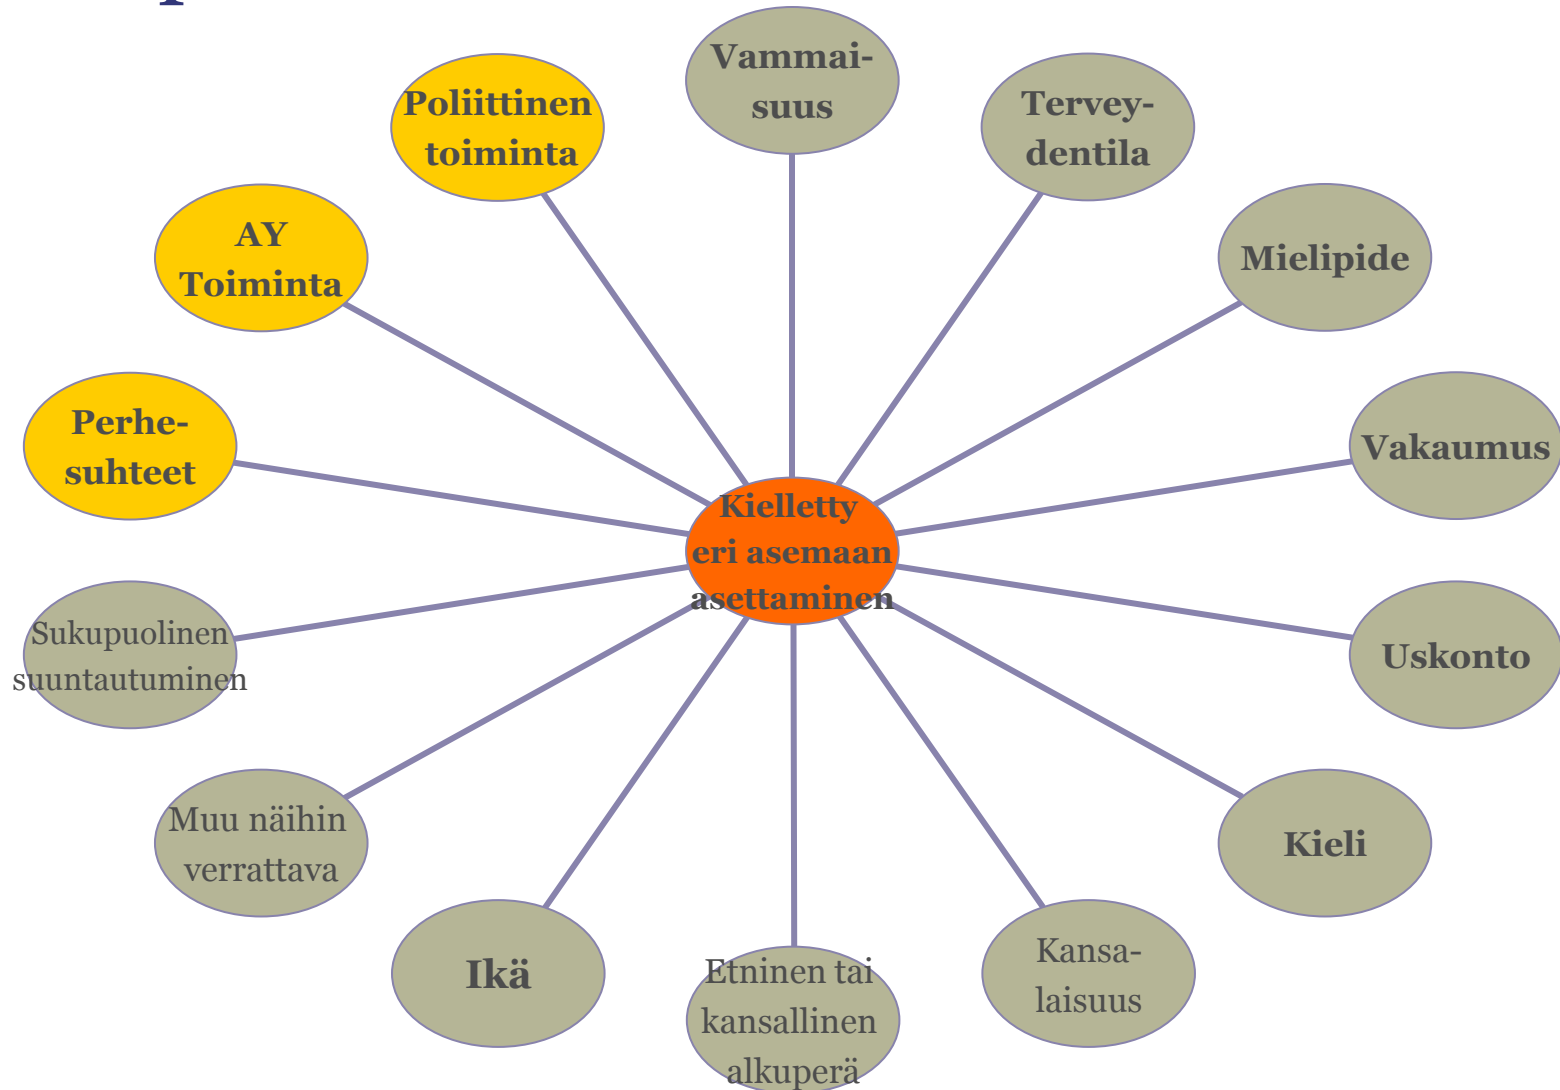 Vammai-
suus
Poliittinen
toiminta
Tervey-
dentila
AY
Toiminta
Mielipide
Perhe-
suhteet
Vakaumus
Kielletty
eri asemaan
asettaminen
Sukupuolinen
suuntautuminen
Uskonto
Muu näihin
verrattava
Kieli
Ikä
Etninen tai
kansallinen
alkuperä
Kansa-
laisuus